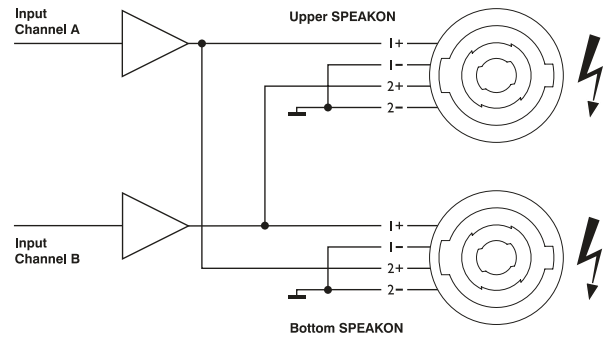 Input
Channel A
Upper SPEAKON
1+
1–
2+
2–
Input
Channel B
1+
1–
2+
2–
Bottom SPEAKON